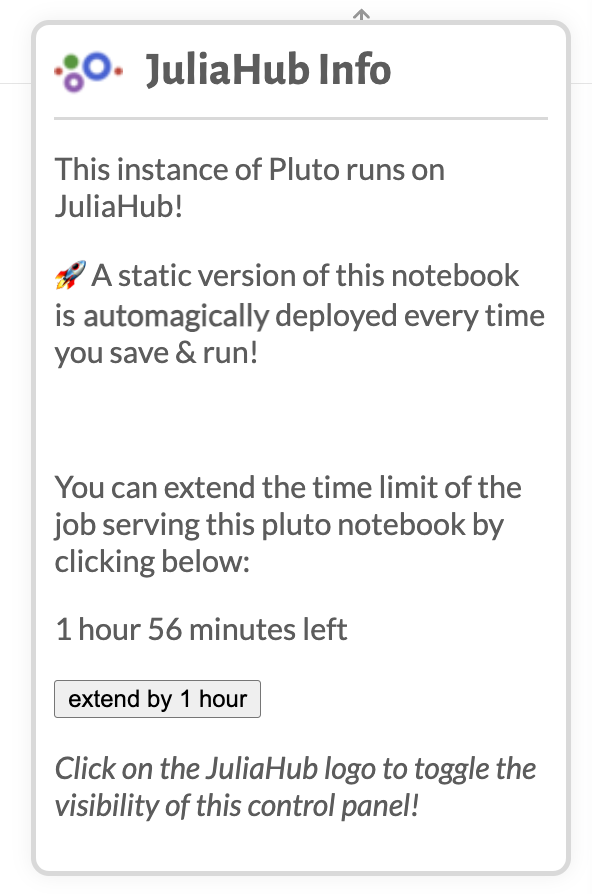 JuliaHub Info
This instance of Pluto runs on
JuliaHub!
🚀 A static version of this notebook
is automagically deployed every time
you save & run!
You can extend the time limit of the
job serving this pluto notebook by
clicking below:
1 hour 56 minutes left
extend by 1 hour
Click on the JuliaHub logo to toggle the
visibility of this control panel!